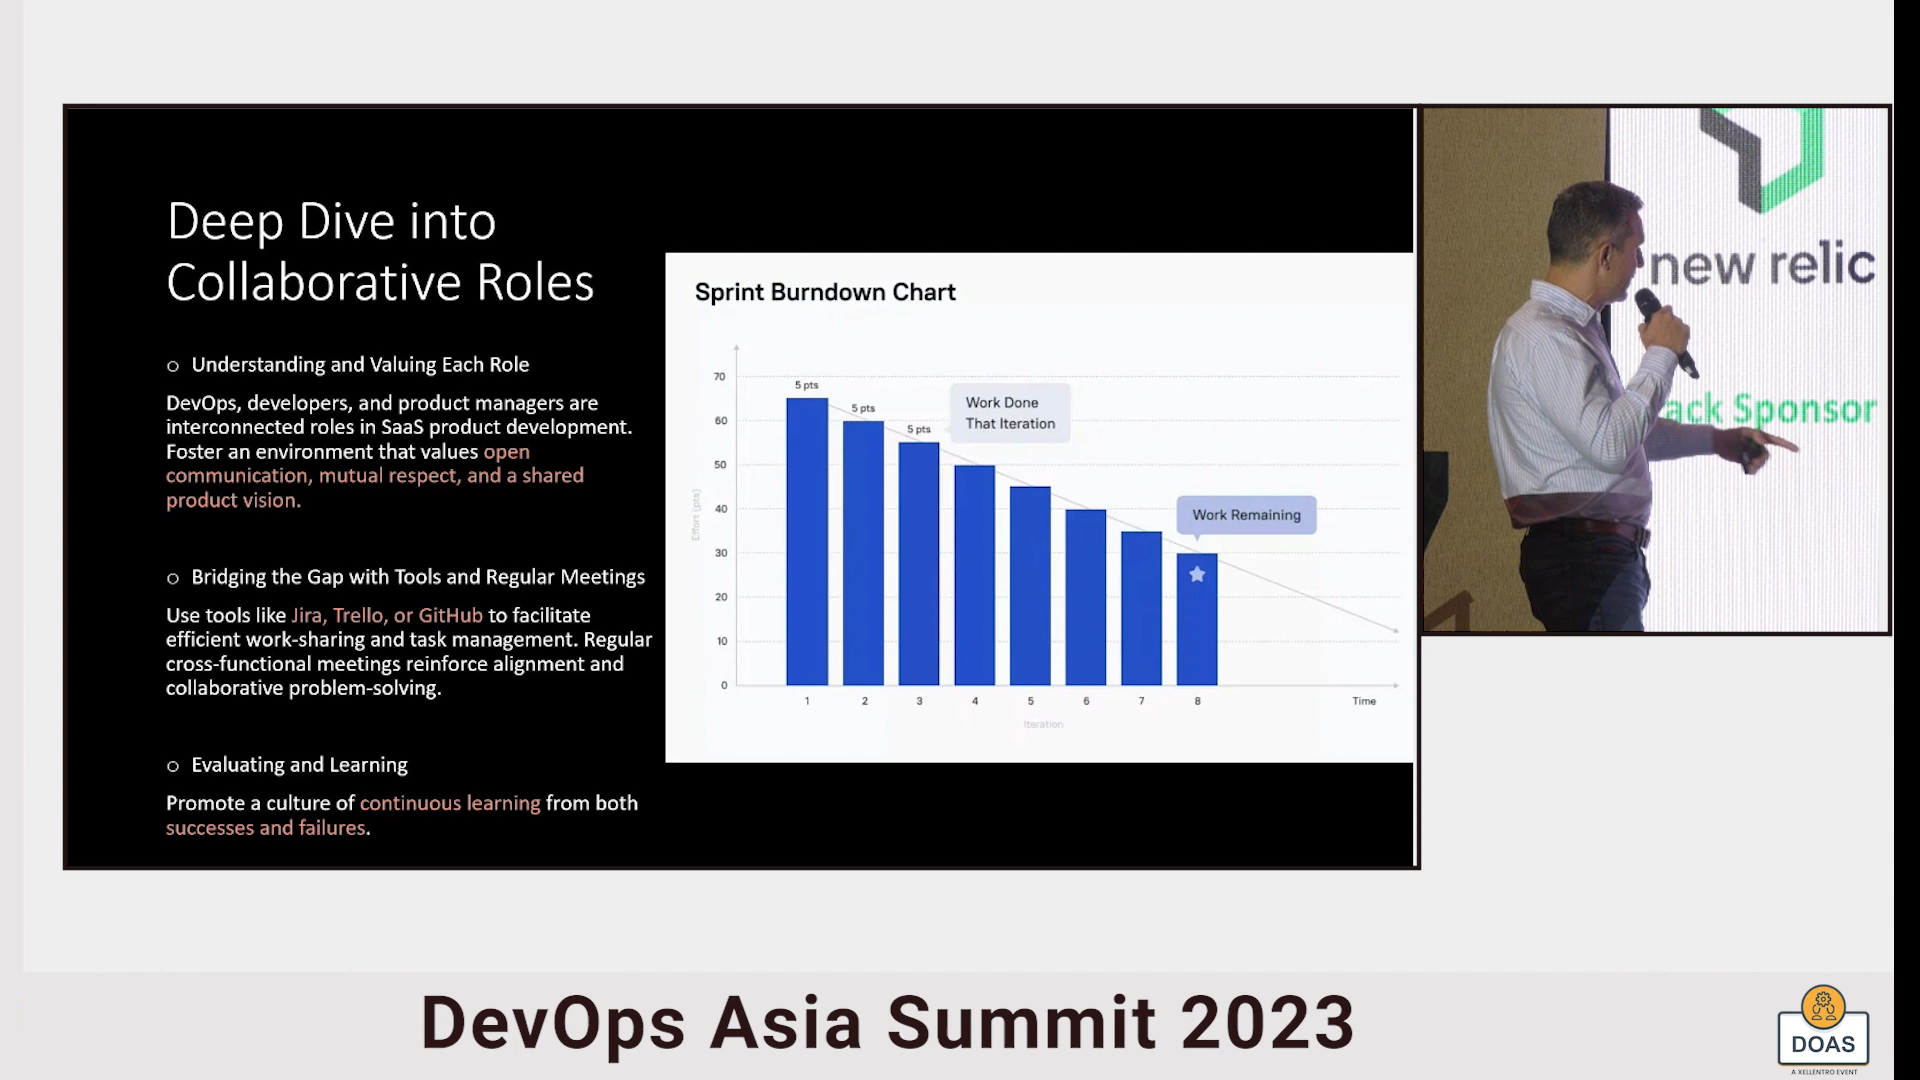 Deep Dive into
Collaborative Roles
○ Understanding and Valuing Each Role
DevOps, developers, and product managers are
interconnected roles in SaaS product development.
Foster an environment that values open
communication, mutual respect, and a shared
product vision.
○ Bridging the Gap with Tools and Regular Meetings
Use tools like Jira, Trello, or GitHub to facilitate
efficient work-sharing and task management. Regular
cross-functional meetings reinforce alignment and
collaborative problem-solving.
○ Evaluating and Learning
Promote a culture of continuous learning from both
successes and failures.
Sprint Burndown Chart
Effort (pts)
70
60
50
40
30
20
10
0
5 pts
5 pts
5 pts
Work Done
That Iteration
Work Remaining
1 2 3 4 5 6 7 8 Time
Iteration
new relic
ack Sponsor
DevOps Asia Summit 2023
DOAS
A XELLENTRO EVENT